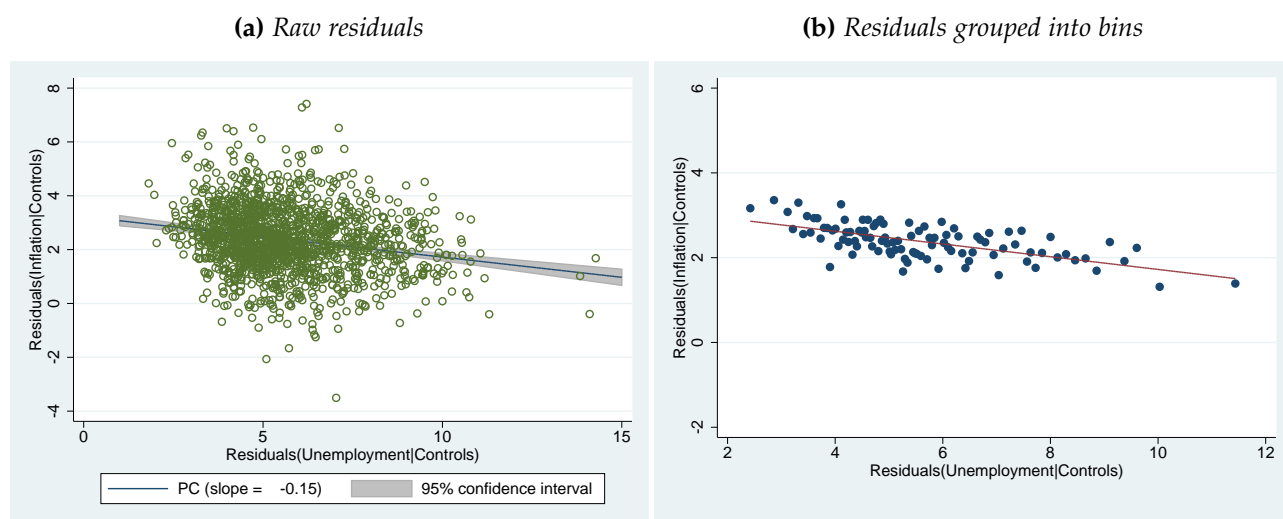 (a) Raw residuals
8
6
4
2
0
-2
-4
Residuals(Inflation|Controls)
0 5 10 15
Residuals(Unemployment|Controls)
PC (slope = -0.15) 95% confidence interval
(b) Residuals grouped into bins
6
4
2
0
-2
Residuals(Inflation|Controls)
2 4 6 8 10 12
Residuals(Unemployment|Controls)